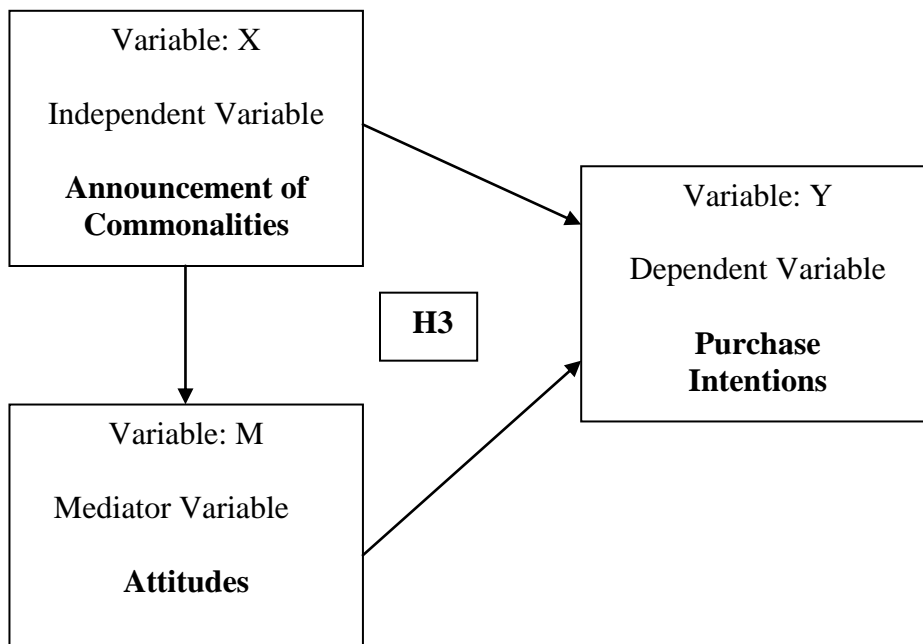 Variable: X
Independent Variable
Announcement of
Commonalities
Variable: Y
Dependent Variable
Purchase
Intentions
H3
Variable: M
Mediator Variable
Attitudes